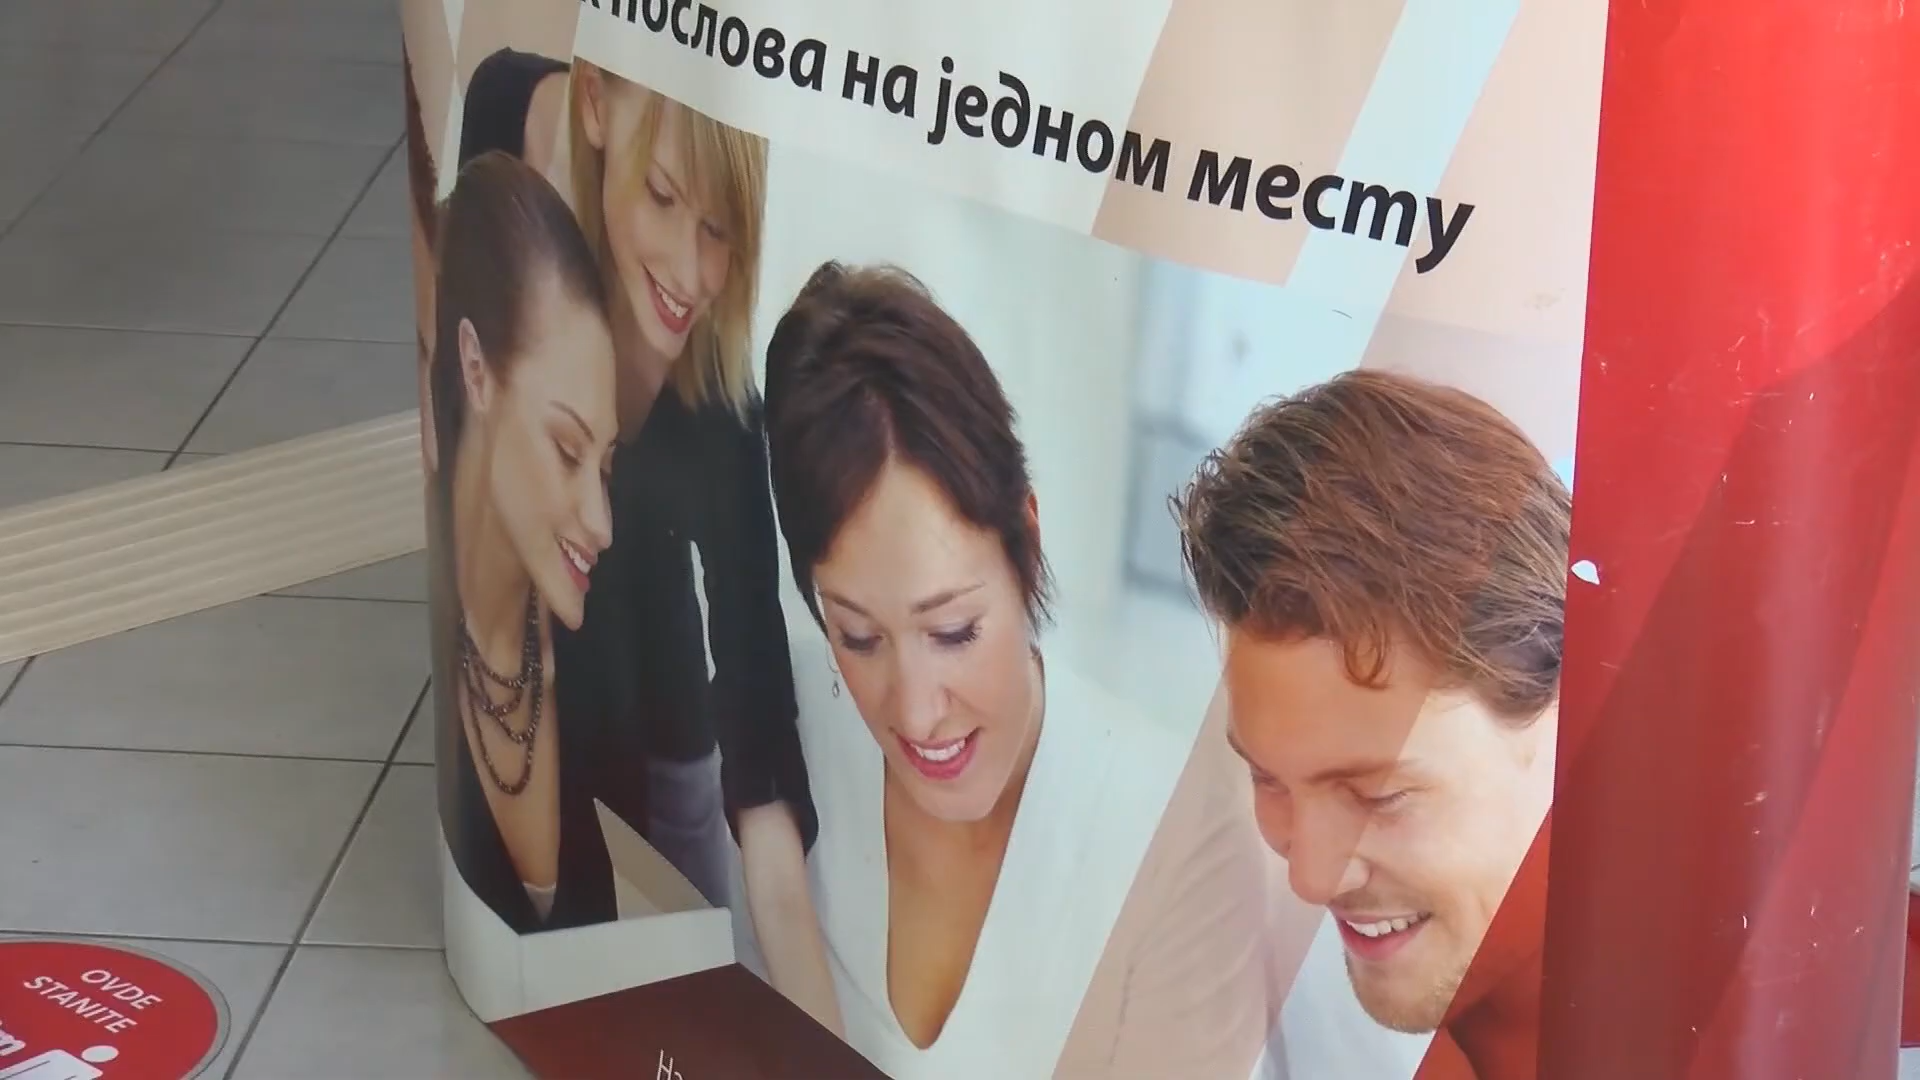 послова на једном месту
OVDE
STANITE